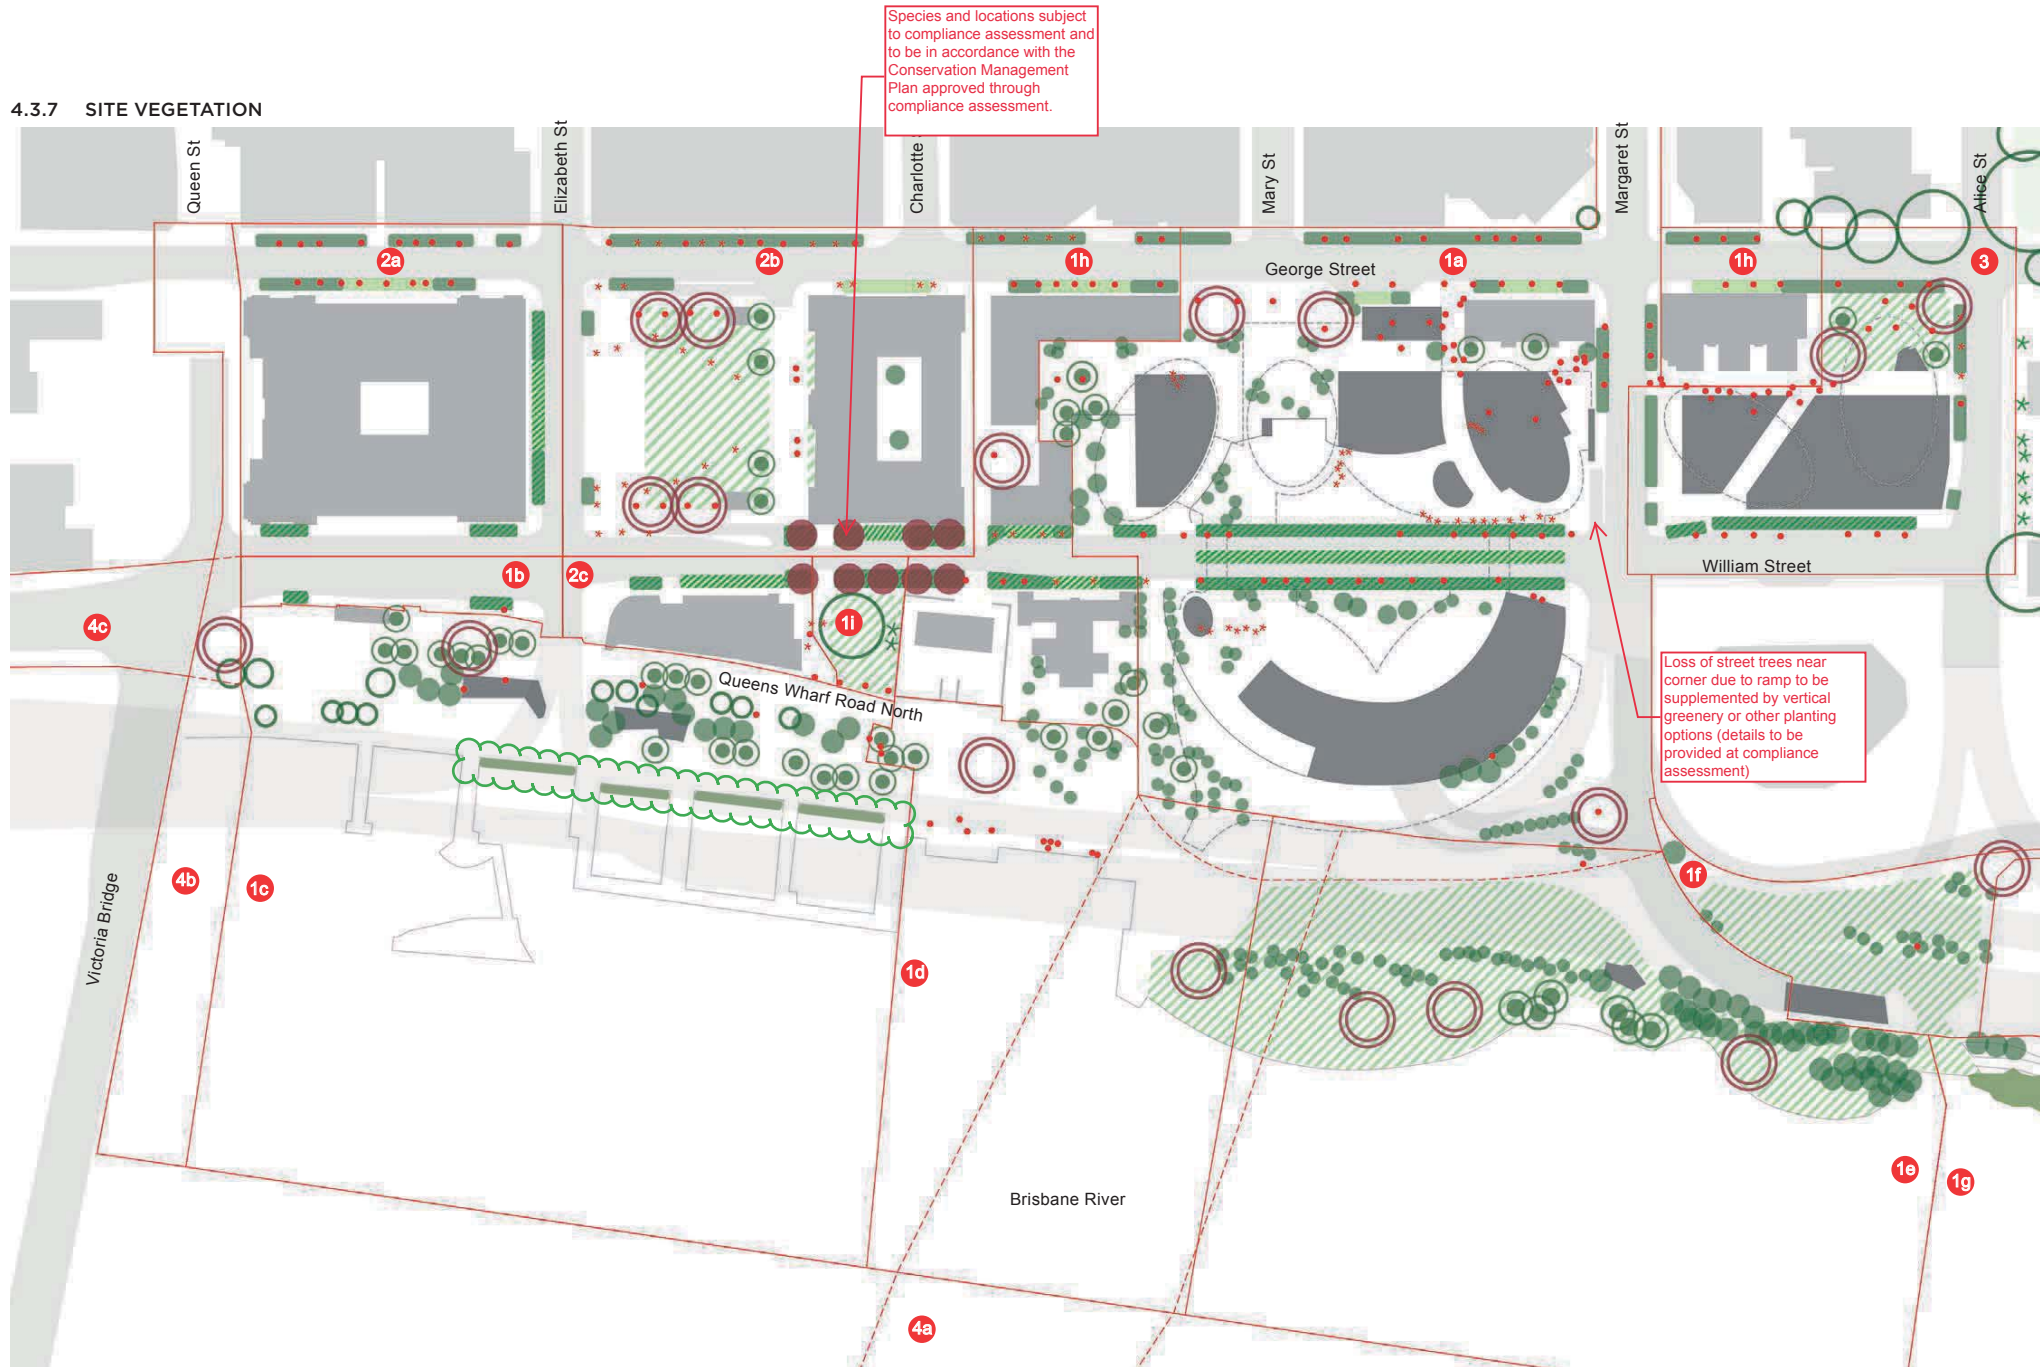 Species and locations subject
to compliance assessment and
to be in accordance with the
Conservation Management
Plan approved through
compliance assessment.
4.3.7 SITE VEGETATION
Queen St
Elizabeth St
Charlotte
Mary St
Margaret St
Alice St
2a
2b
1h
George Street
1a
1h
3
1b
2c
William Street
4c
1i
Queens Wharf Road North
Loss of street trees near
corner due to ramp to be
supplemented by vertical
greenery or other planting
options (details to be
provided at compliance
assessment)
Victoria Bridge
4b
1c
1f
1d
1e
1g
Brisbane River
4a